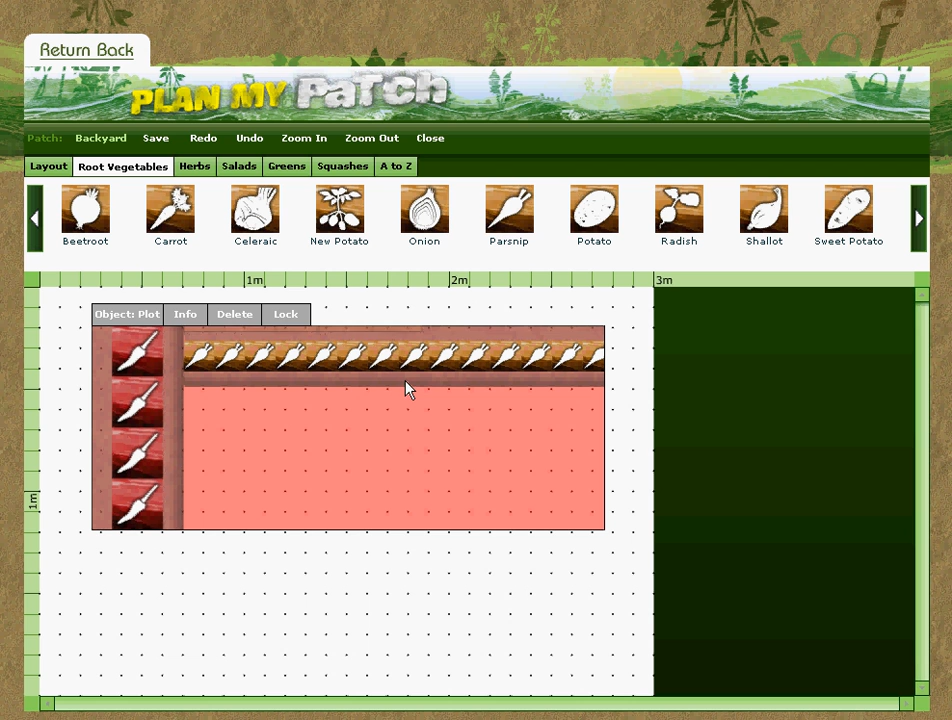 Return Back
PLAN MY PaTCh
Patch: Backyard Save Redo Undo Zoom In Zoom Out Close
Layout Root Vegetables Herbs Salads Greens Squashes A to Z
Beetroot Carrot Celeraic New Potato Onion Parsnip Potato Radish Shallot Sweet Potato
1m 2m 3m
Object: Plot Info Delete Lock
1m